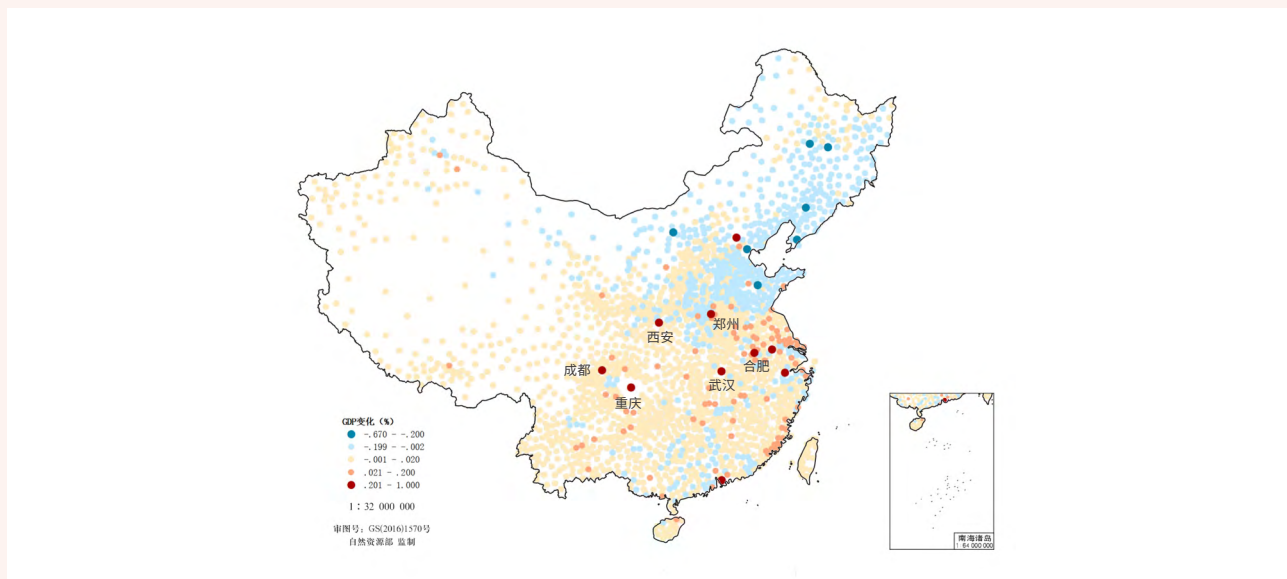 西安
郑州
合肥
成都
武汉
重庆
GDP变化（%）
-.670 - -.200
-.199 - -.002
-.001 - .020
.021 - .200
.201 - 1.000
1：32 000 000
审图号：GS(2016)1570号
自然资源部 监制
南海诸岛
1：64 000 000